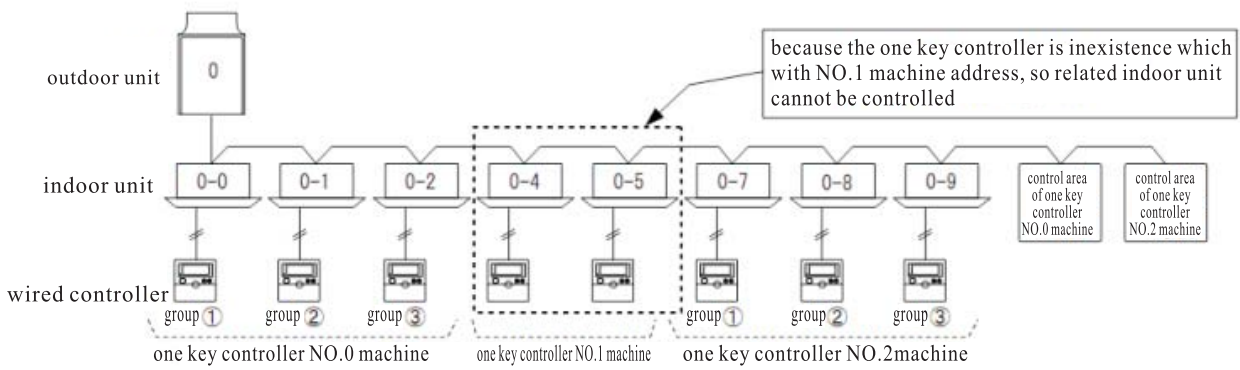 because the one key controller is inexistence which
with NO.1 machine address, so related indoor unit
cannot be controlled
outdoor unit
0
indoor unit
0-0
0-1
0-2
0-4
0-5
0-7
0-8
0-9
control area
of one key
controller
NO.0 machine
control area
of one key
controller
NO.2 machine
wired controller
group ①
group ②
group ③
group ①
group ②
group ③
one key controller NO.0 machine
one key controller NO.1 machine
one key controller NO.2machine